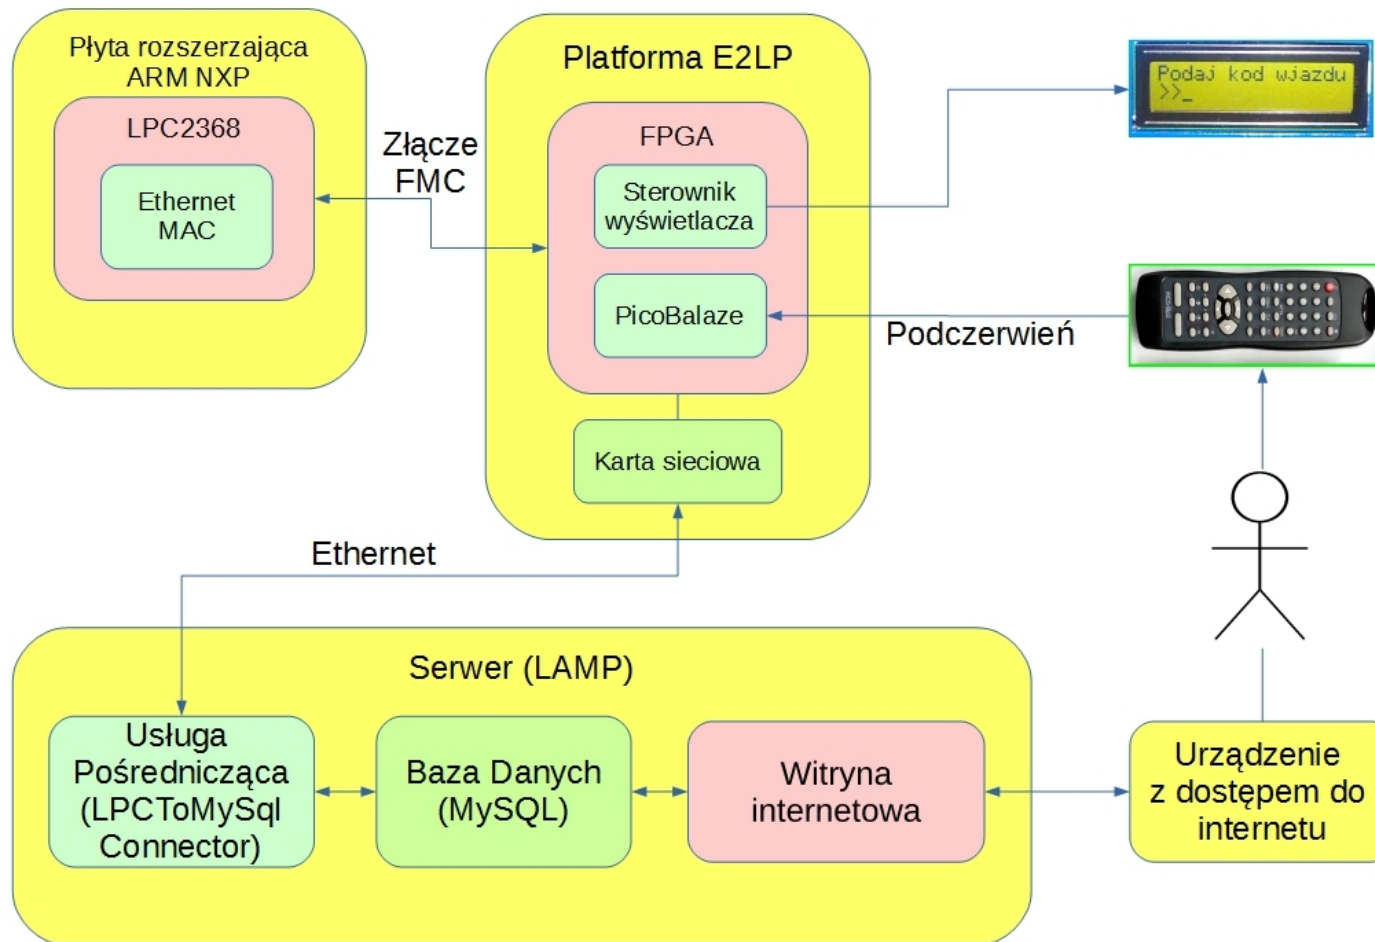 Płyta rozszerzająca
ARM NXP
LPC2368
Ethernet
MAC
Złącze
FMC
Platforma E2LP
FPGA
Sterownik
wyświetlacza
PicoBalaze
Karta sieciowa
Podaj kod wjazdu
>>_
Podczerwień
Ethernet
Serwer (LAMP)
Usługa
Pośrednicząca
(LPCToMySql
Connector)
Baza Danych
(MySQL)
Witryna
internetowa
Urządzenie
z dostępem do
internetu